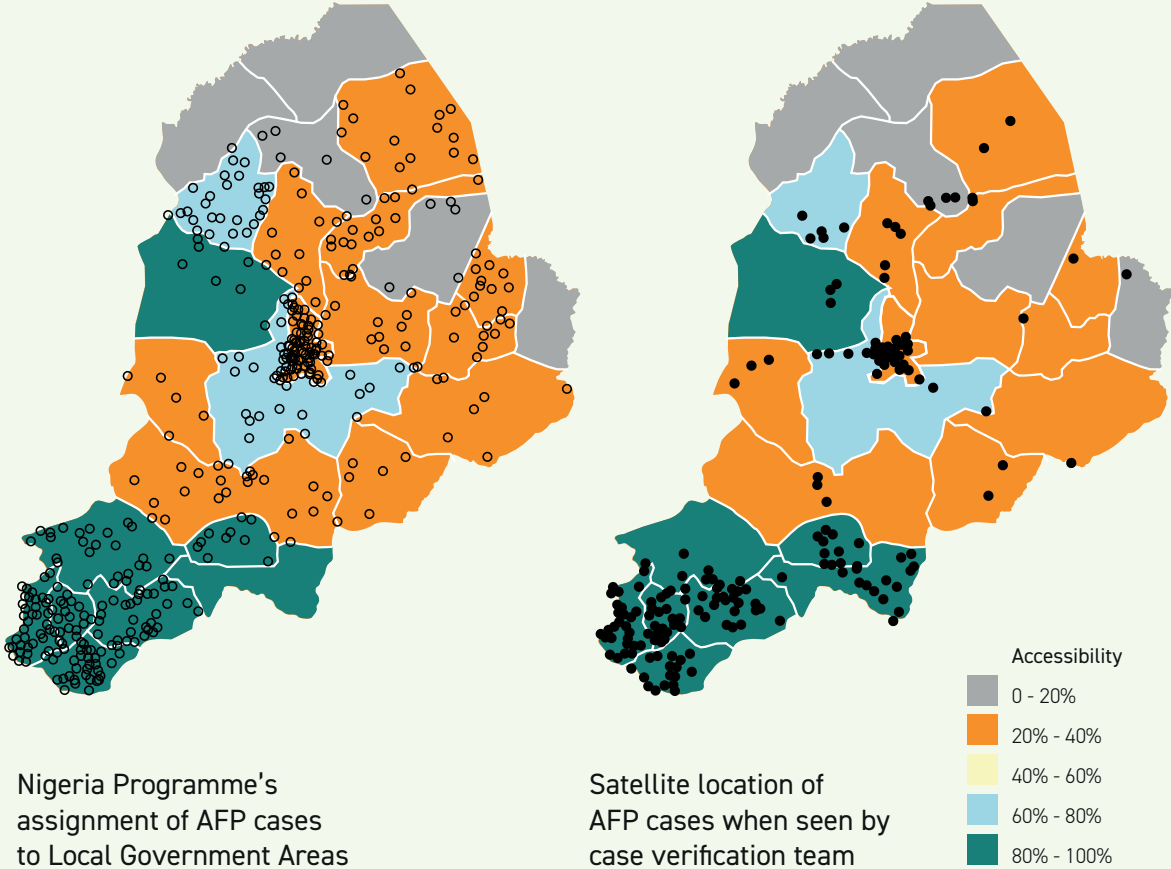 Accessibility
0 - 20%
20% - 40%
40% - 60%
60% - 80%
80% - 100%
Nigeria Programme's
assignment of AFP cases
to Local Government Areas
Satellite location of
AFP cases when seen by
case verification team